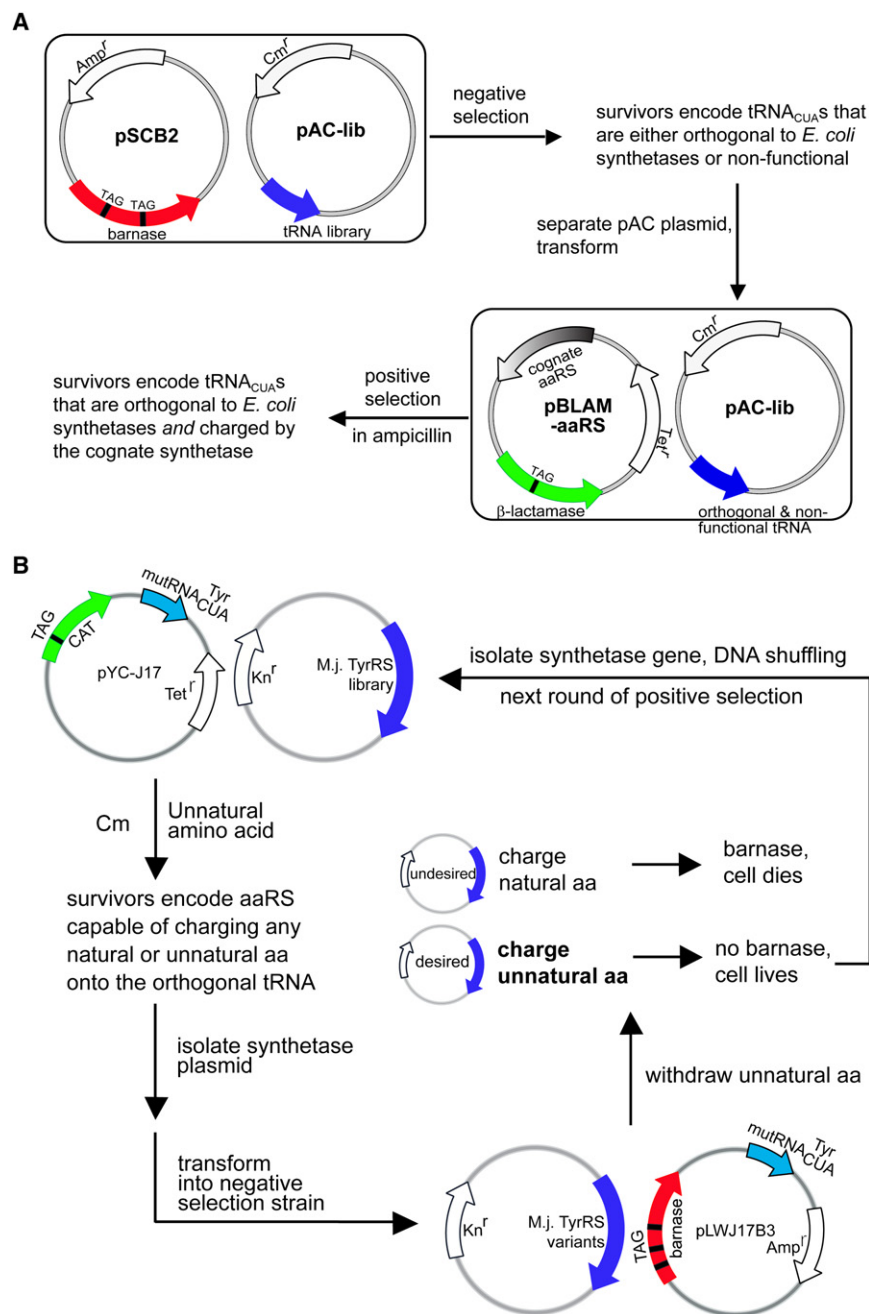 A
Amp^r
pSCB2
TAG TAG
barnase
Cm^r
pAC-lib
tRNA library
negative
selection
survivors encode tRNA_CUAs that
are either orthogonal to E. coli
synthetases or non-functional
separate pAC plasmid,
transform
cognate
aaRS
pBLAM
-aaRS
Tet^r
TAG
β-lactamase
Cm^r
pAC-lib
orthogonal & non-
functional tRNA
positive
selection
in ampicillin
survivors encode tRNA_CUAs
that are orthogonal to E. coli
synthetases and charged by
the cognate synthetase
B
TAG
CAT
mutRNA^Tyr_CUA
pYC-J17
Tet^r
Kn^r
M.j. TyrRS
library
isolate synthetase gene, DNA shuffling
next round of positive selection
Cm
Unnatural
amino acid
survivors encode aaRS
capable of charging any
natural or unnatural aa
onto the orthogonal tRNA
undesired
charge
natural aa
barnase,
cell dies
desired
charge
unnatural aa
no barnase,
cell lives
isolate synthetase
plasmid
withdraw unnatural aa
transform
into negative
selection strain
Kn^r
M.j. TyrRS
variants
TAG
barnase
mutRNA^Tyr_CUA
pLWJ17B3
Amp^r